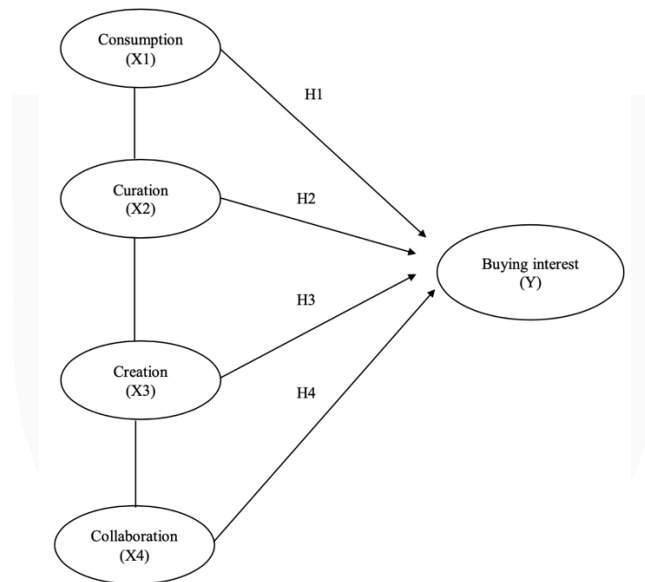 Consumption
(X1)
H1
Curation
(X2)
H2
Buying interest
(Y)
H3
Creation
(X3)
H4
Collaboration
(X4)